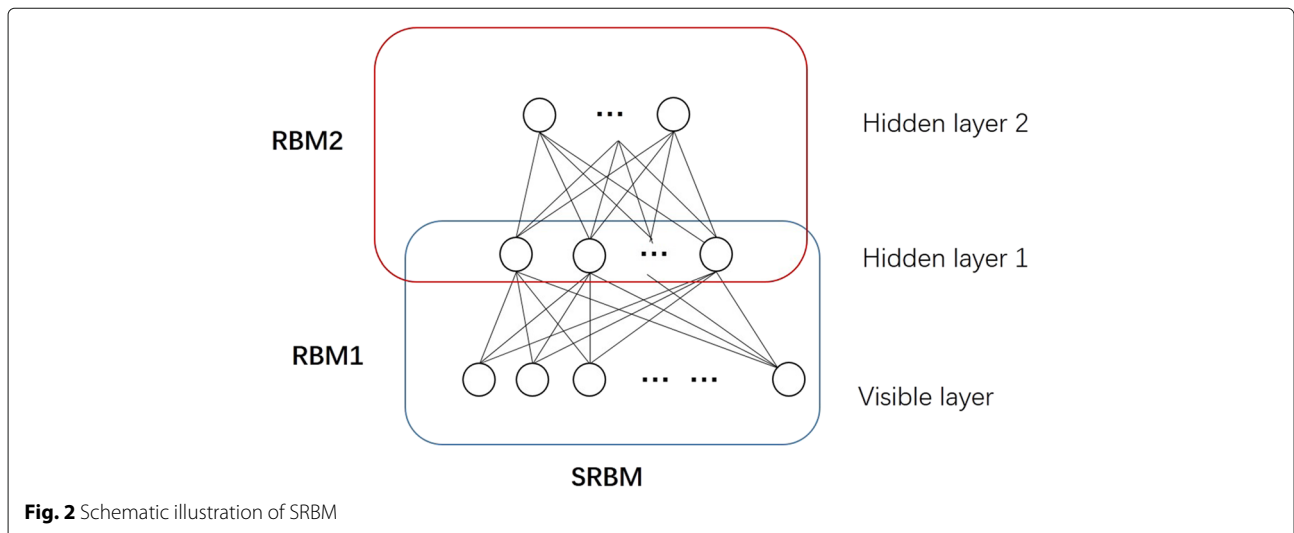 ...
RBM2
Hidden layer 2
...
Hidden layer 1
RBM1
... ...
Visible layer
SRBM
Fig. 2 Schematic illustration of SRBM